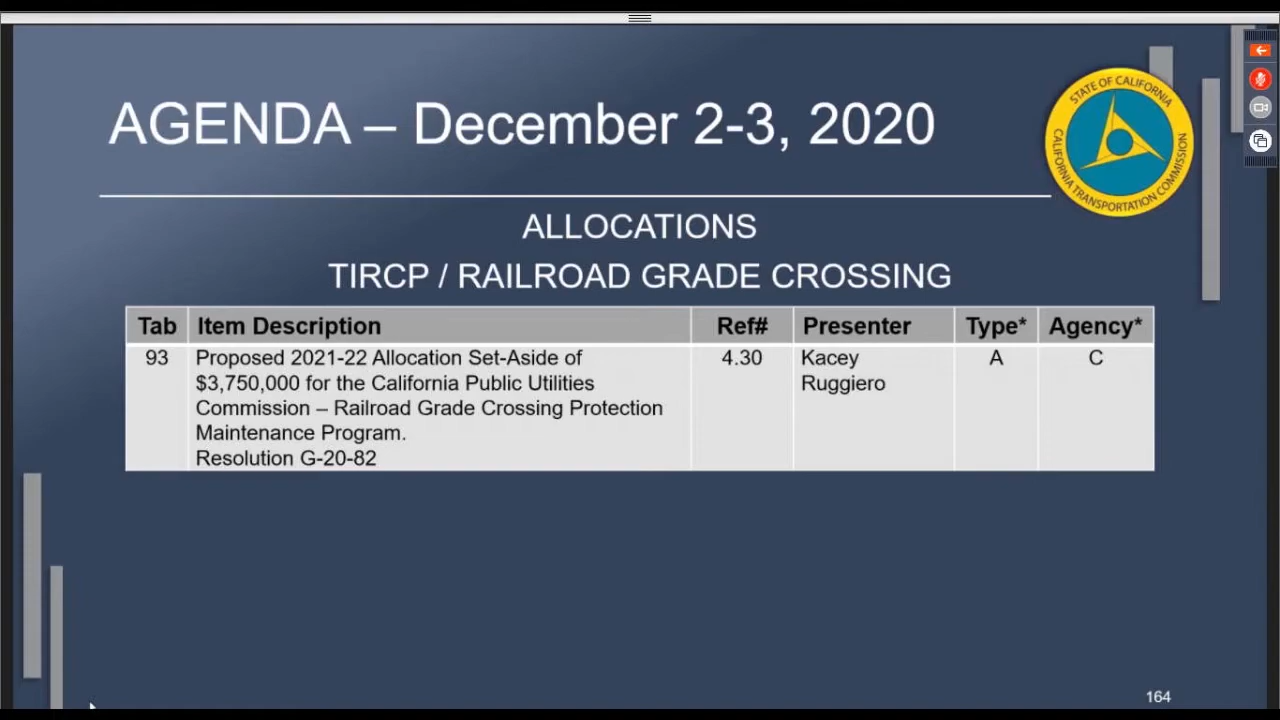 AGENDA – December 2-3, 2020
STATE OF CALIFORNIA
CALIFORNIA TRANSPORTATION COMMISSION
ALLOCATIONS
TIRCP / RAILROAD GRADE CROSSING
Tab Item Description Ref# Presenter Type* Agency*
93 Proposed 2021-22 Allocation Set-Aside of 4.30 Kacey A C
$3,750,000 for the California Public Utilities Ruggiero
Commission – Railroad Grade Crossing Protection
Maintenance Program.
Resolution G-20-82
164